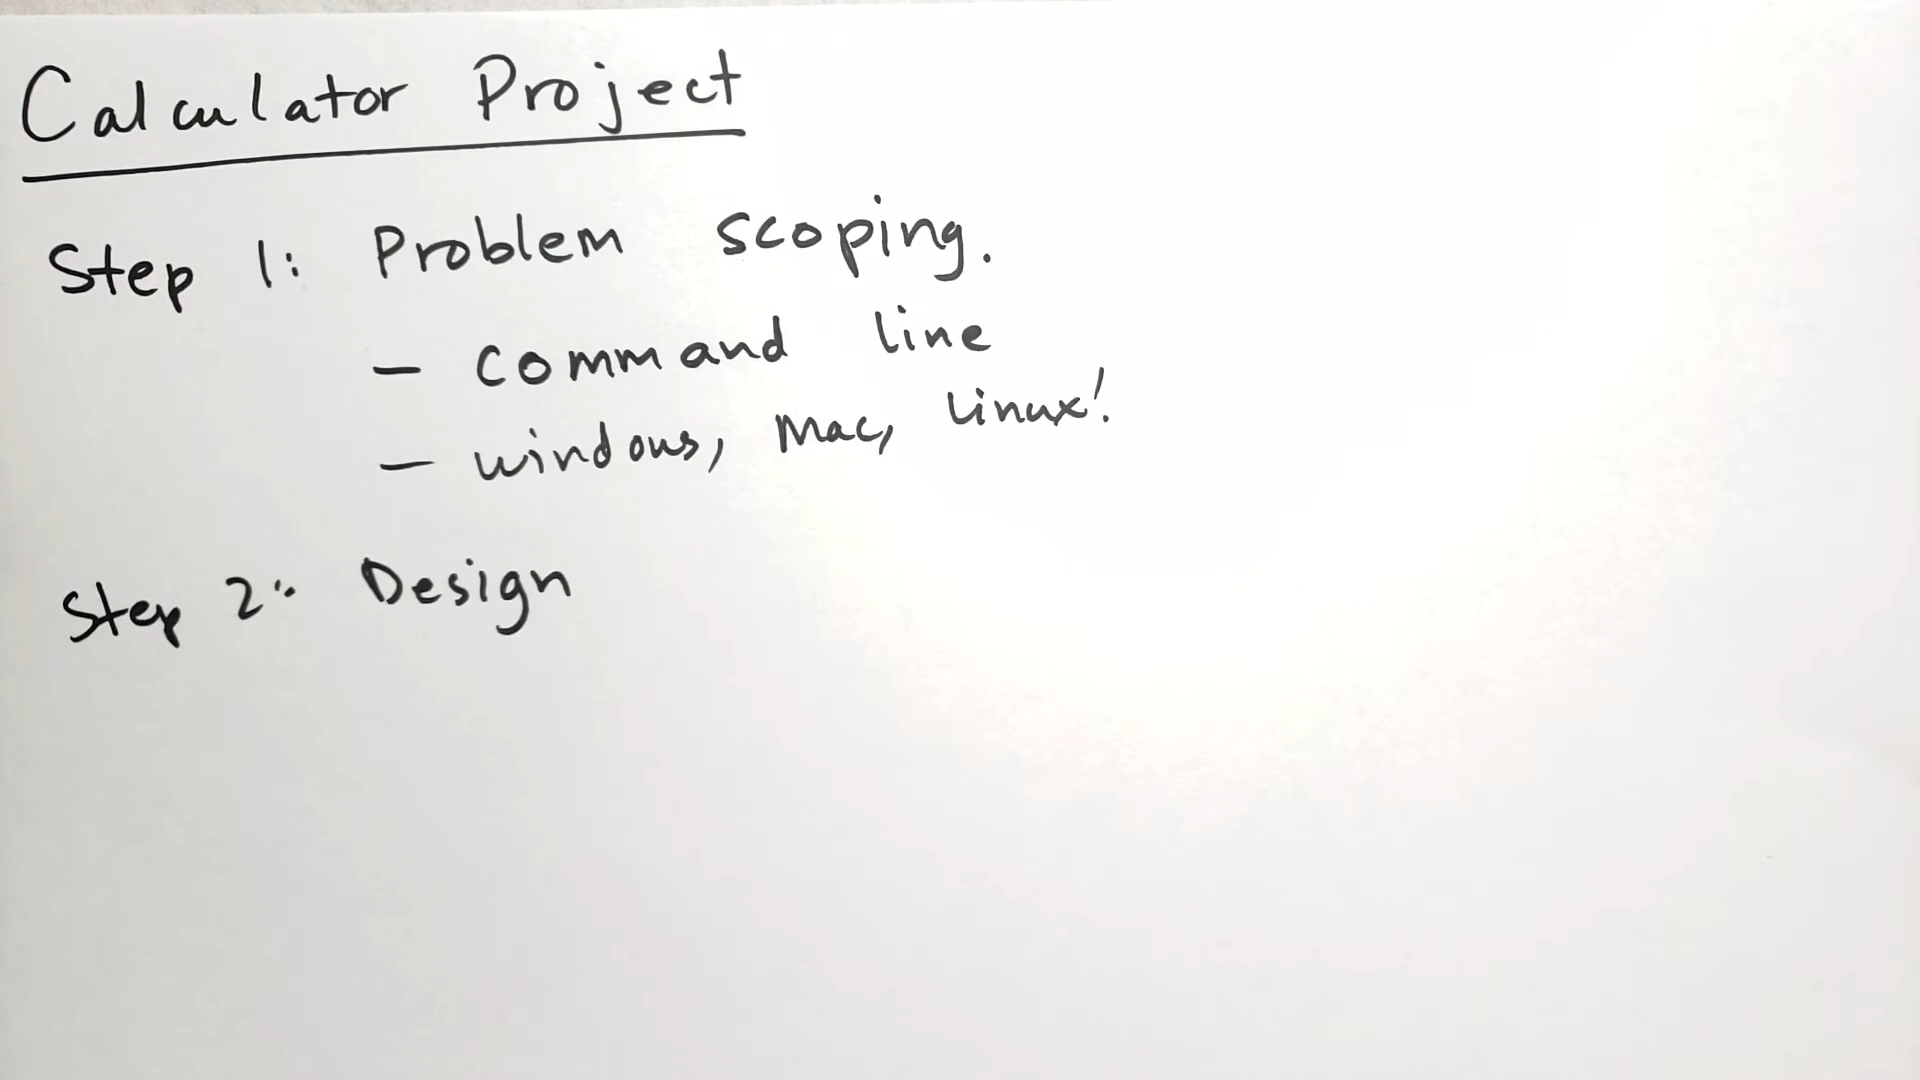 Calculator Project
Step 1: Problem scoping.
- command line
- windows, Mac, Linux!
Step 2: Design